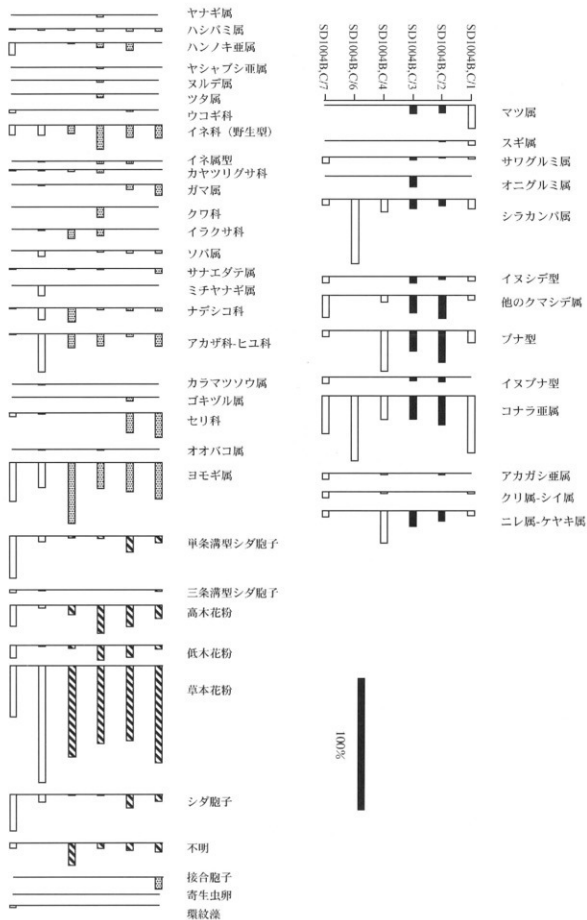 ヤナギ属
ハシバミ属
ハンノキ亜属
ヤシャブシ亜属
ヌルデ属
ツタ属
ウコギ科
イネ科（野生型）
イネ属型
カヤツリグサ科
ガマ属
クワ科
イラクサ科
ソバ属
サナエダテ属
ミチヤナギ属
ナデシコ科
アカザ科-ヒユ科
カラマツソウ属
ゴキヅル属
セリ科
オオバコ属
ヨモギ属
単条溝型シダ胞子
三条溝型シダ胞子
高木花粉
低木花粉
草本花粉
シダ胞子
不明
接合胞子
寄生虫卵
環紋藻
SD1004B,C/7
SD1004B,C/6
SD1004B,C/4
SD1004B,C/3
SD1004B,C/2
SD1004B,C/1
マツ属
スギ属
サワグルミ属
オニグルミ属
シラカンバ属
イヌシデ型
他のクマシデ属
ブナ型
イヌブナ型
コナラ亜属
アカガシ亜属
クリ属-シイ属
ニレ属-ケヤキ属
100%